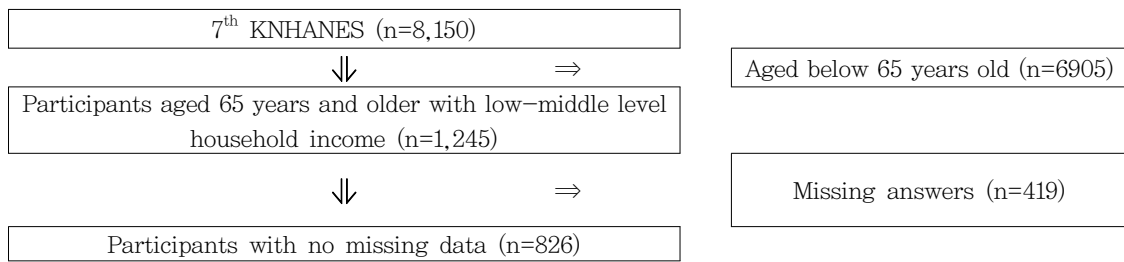 7th KNHANES (n=8,150)
⇓ ⇒
Aged below 65 years old (n=6905)
Participants aged 65 years and older with low-middle level
household income (n=1,245)
⇓ ⇒
Missing answers (n=419)
Participants with no missing data (n=826)